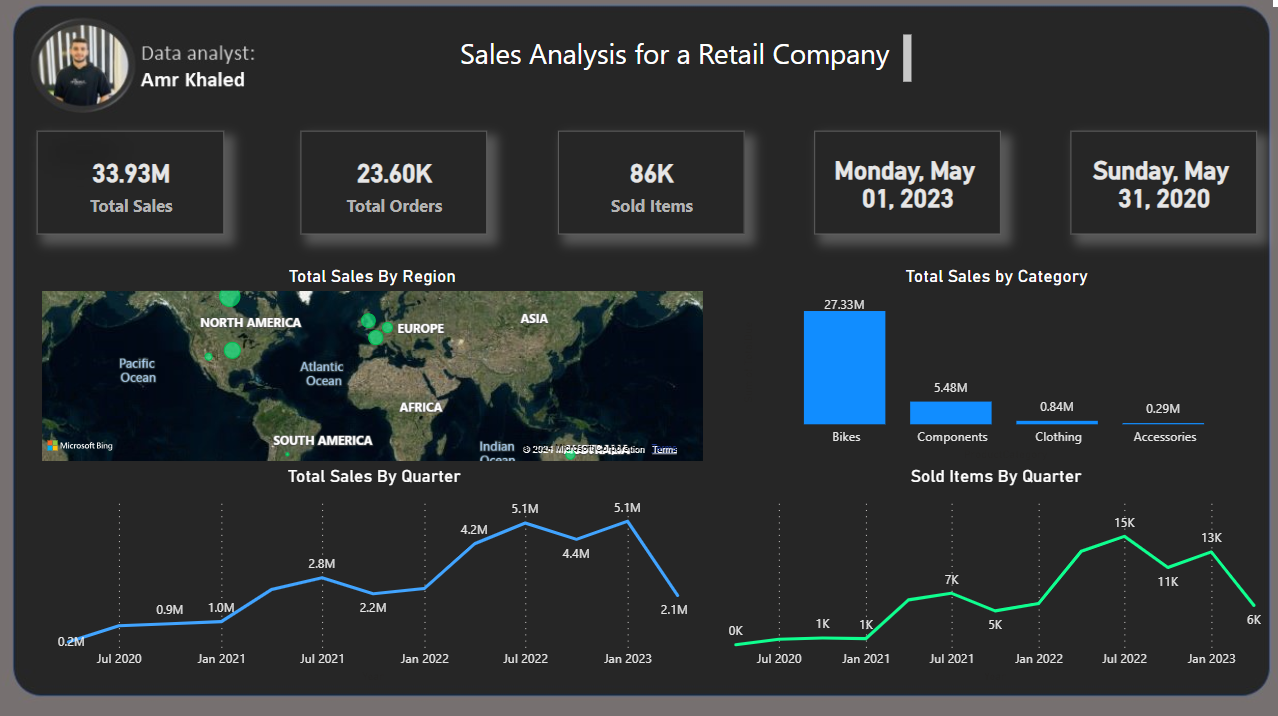 Data analyst:
Amr Khaled
Sales Analysis for a Retail Company
33.93M
Total Sales
23.60K
Total Orders
86K
Sold Items
Monday, May
01, 2023
Sunday, May
31, 2020
Total Sales By Region
NORTH AMERICA
EUROPE
ASIA
Pacific
Ocean
Atlantic
Ocean
AFRICA
SOUTH AMERICA
Indian
Ocean
Microsoft Bing
© 2024 Microsoft Corporation
Terms
Total Sales by Category
27.33M
5.48M
0.84M
0.29M
Bikes
Components
Clothing
Accessories
Total Sales By Quarter
0.2M
0.9M
1.0M
2.8M
2.2M
4.2M
5.1M
4.4M
5.1M
2.1M
Jul 2020
Jan 2021
Jul 2021
Jan 2022
Jul 2022
Jan 2023
Sold Items By Quarter
0K
1K
1K
7K
5K
15K
11K
13K
6K
Jul 2020
Jan 2021
Jul 2021
Jan 2022
Jul 2022
Jan 2023